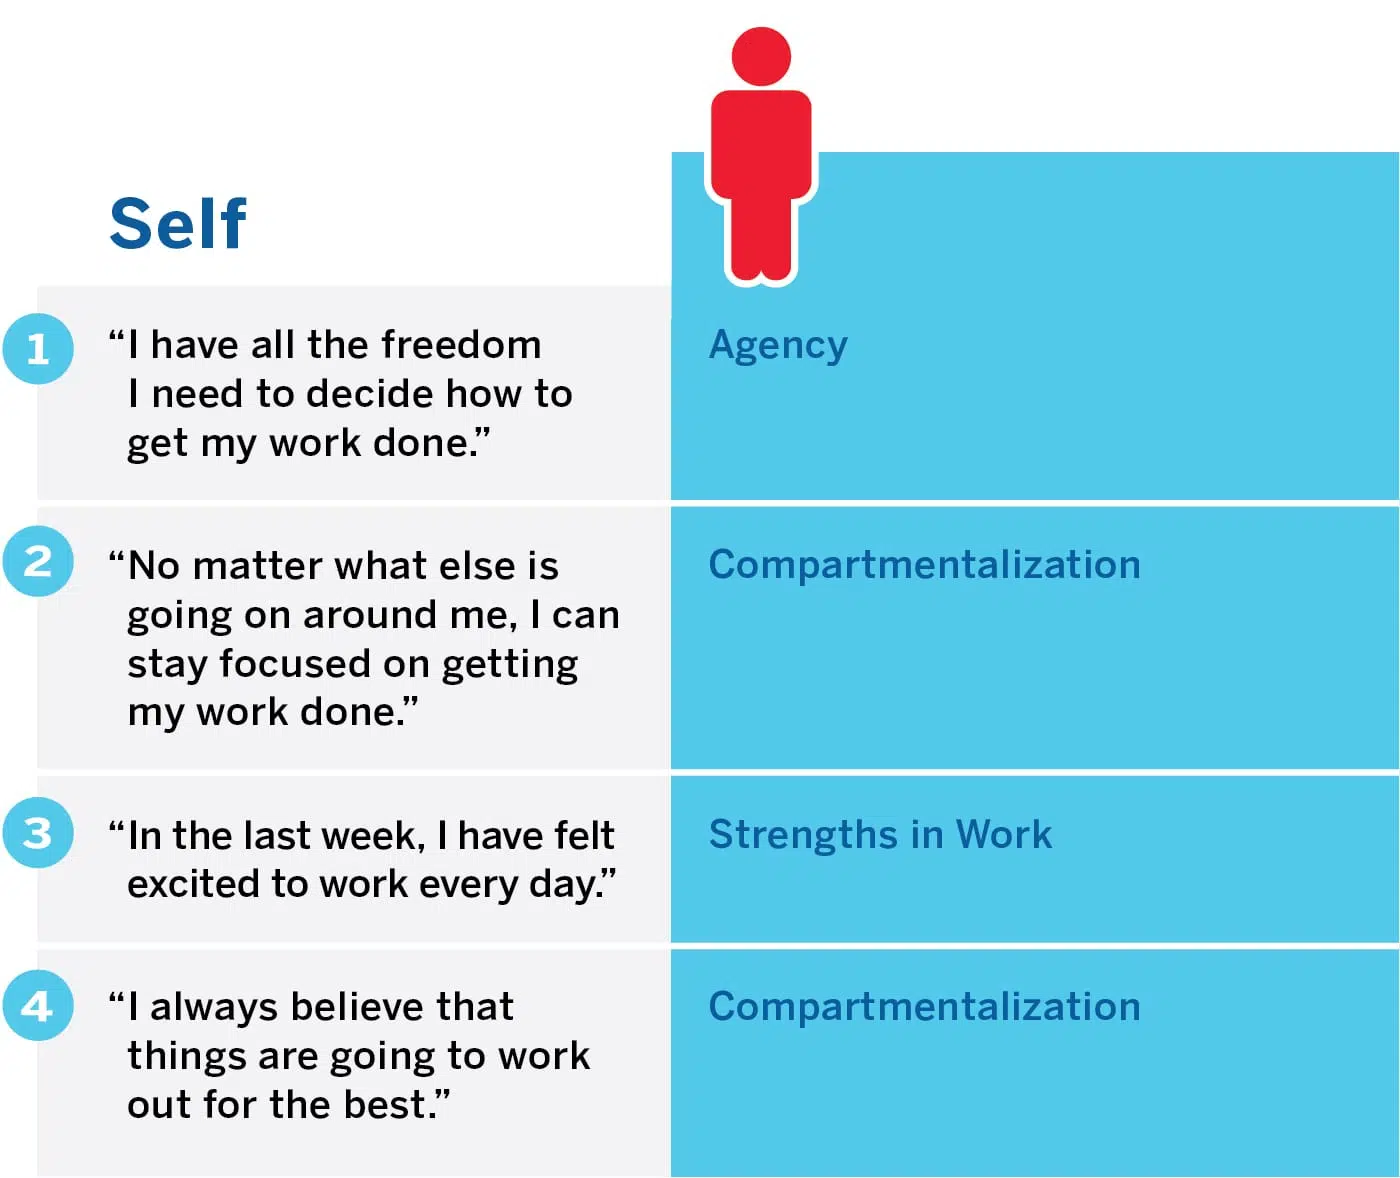 Self
1
“I have all the freedom
I need to decide how to
get my work done.”
Agency
2
“No matter what else is
going on around me, I can
stay focused on getting
my work done.”
Compartmentalization
3
“In the last week, I have felt
excited to work every day.”
Strengths in Work
4
“I always believe that
things are going to work
out for the best.”
Compartmentalization